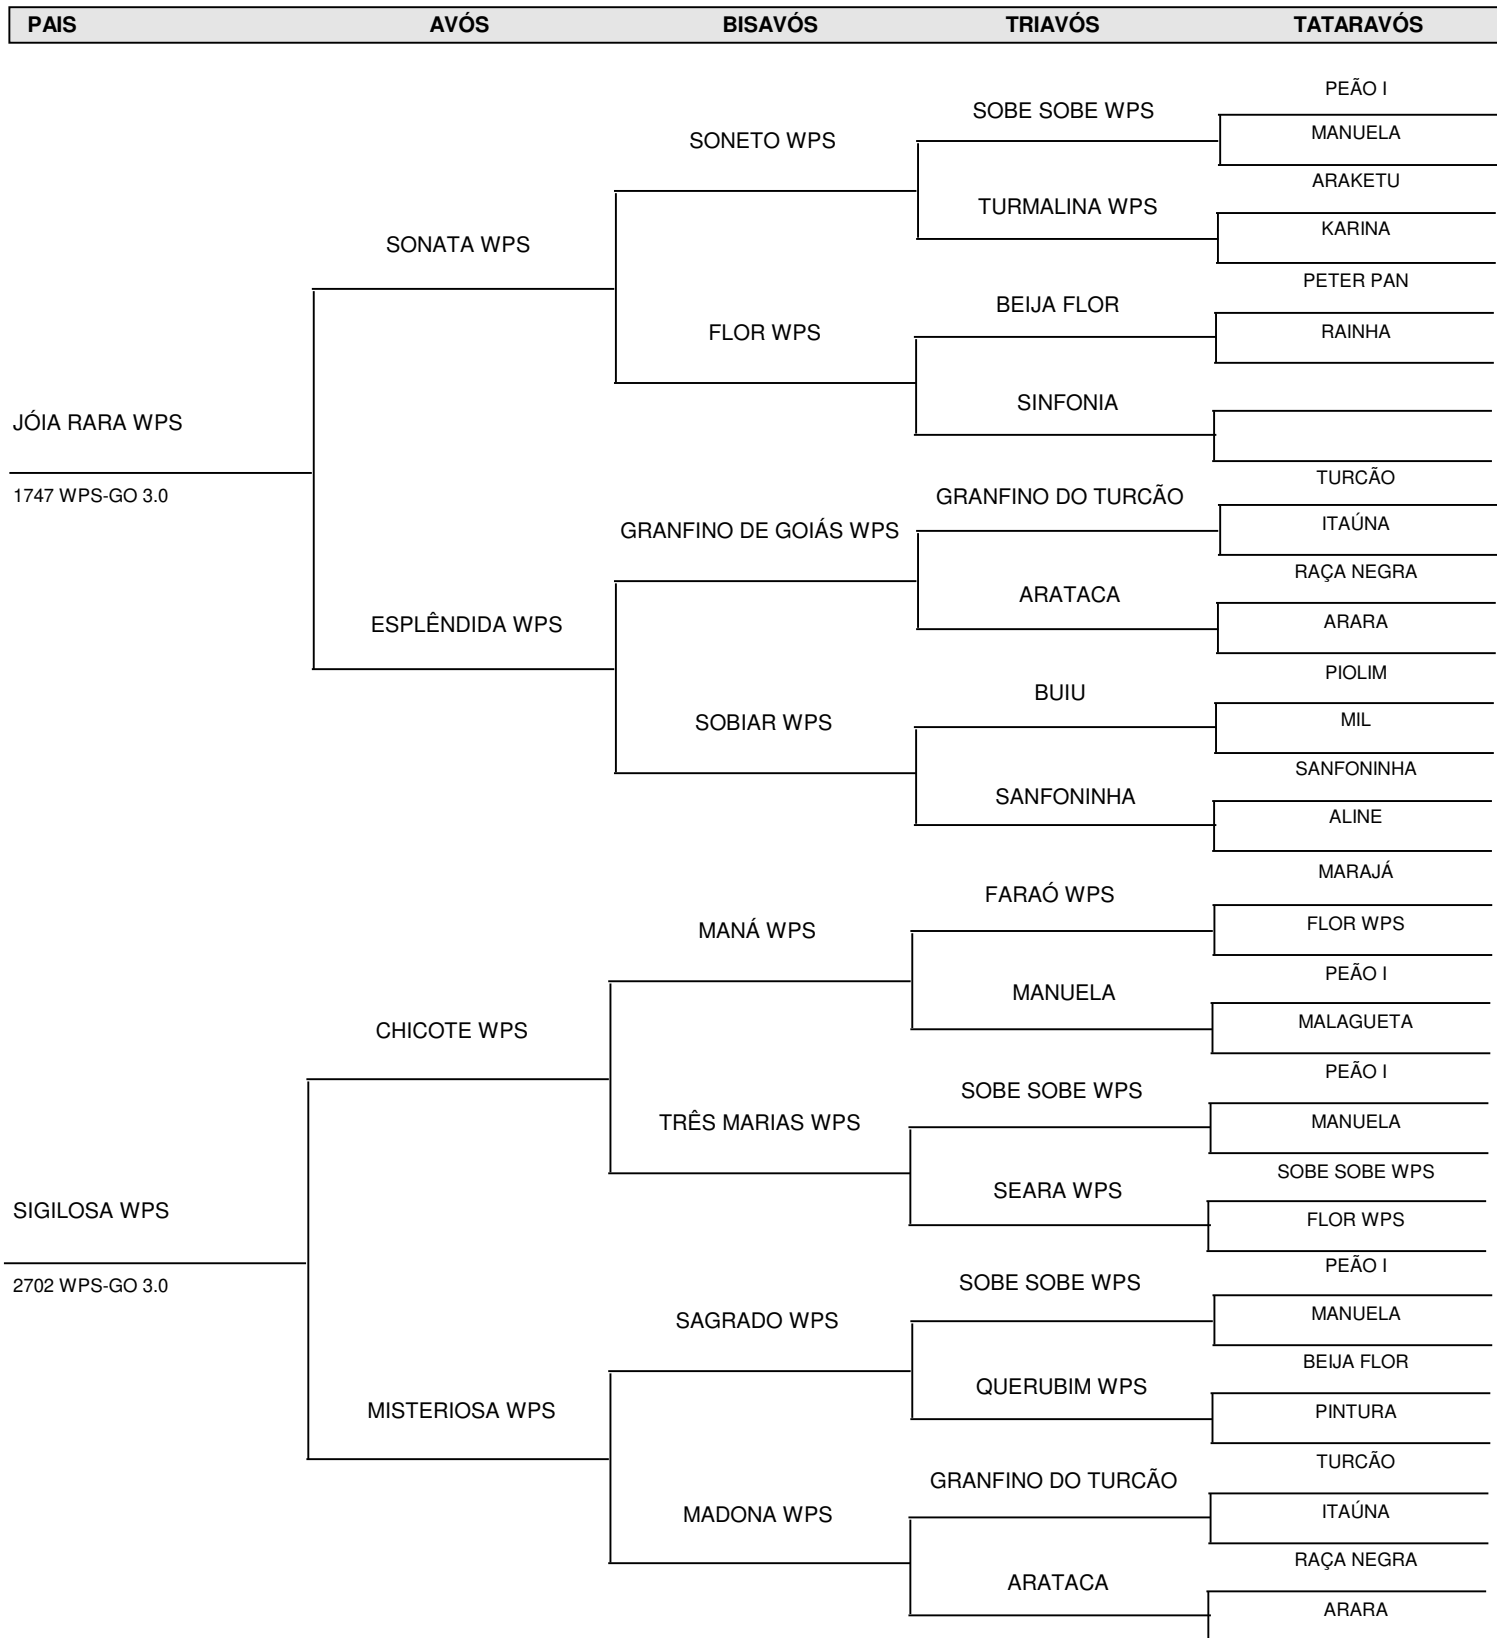 PAIS AVÓS BISAVÓS TRIAVÓS TATARAVÓS
PEÃO I
SOBE SOBE WPS
MANUELA
SONETO WPS
ARAKETU
TURMALINA WPS
KARINA
SONATA WPS
PETER PAN
BEIJA FLOR
RAINHA
FLOR WPS
SINFONIA
JÓIA RARA WPS
TURCÃO
1747 WPS-GO 3.0
GRANFINO DO TURCÃO
ITAÚNA
GRANFINO DE GOIÁS WPS
RAÇA NEGRA
ARATACA
ARARA
ESPLÊNDIDA WPS
PIOLIM
BUIU
MIL
SOBIAR WPS
SANFONINHA
SANFONINHA
ALINE
MARAJÁ
FARAÓ WPS
FLOR WPS
MANÁ WPS
PEÃO I
MANUELA
MALAGUETA
CHICOTE WPS
PEÃO I
SOBE SOBE WPS
MANUELA
TRÊS MARIAS WPS
SOBE SOBE WPS
SEARA WPS
SIGILOSA WPS
FLOR WPS
PEÃO I
2702 WPS-GO 3.0
SOBE SOBE WPS
MANUELA
SAGRADO WPS
BEIJA FLOR
QUERUBIM WPS
MISTERIOSA WPS
PINTURA
TURCÃO
GRANFINO DO TURCÃO
ITAÚNA
MADONA WPS
RAÇA NEGRA
ARATACA
ARARA